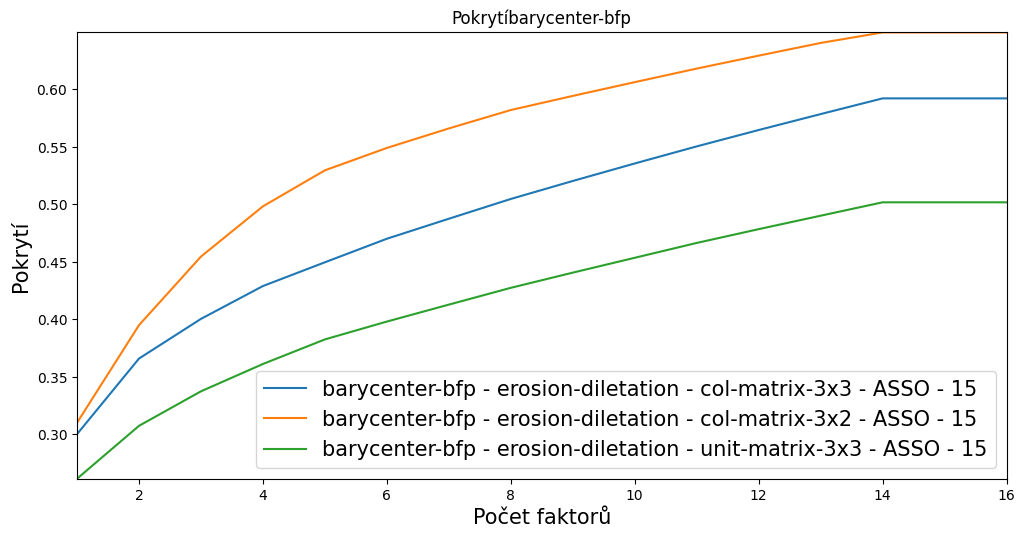 Pokrytíbarycenter-bfp
Pokrytí
0.60
0.55
0.50
0.45
0.40
0.35
0.30
barycenter-bfp - erosion-diletation - col-matrix-3x3 - ASSO - 15
barycenter-bfp - erosion-diletation - col-matrix-3x2 - ASSO - 15
barycenter-bfp - erosion-diletation - unit-matrix-3x3 - ASSO - 15
2 4 6 8 10 12 14 16
Počet faktorů